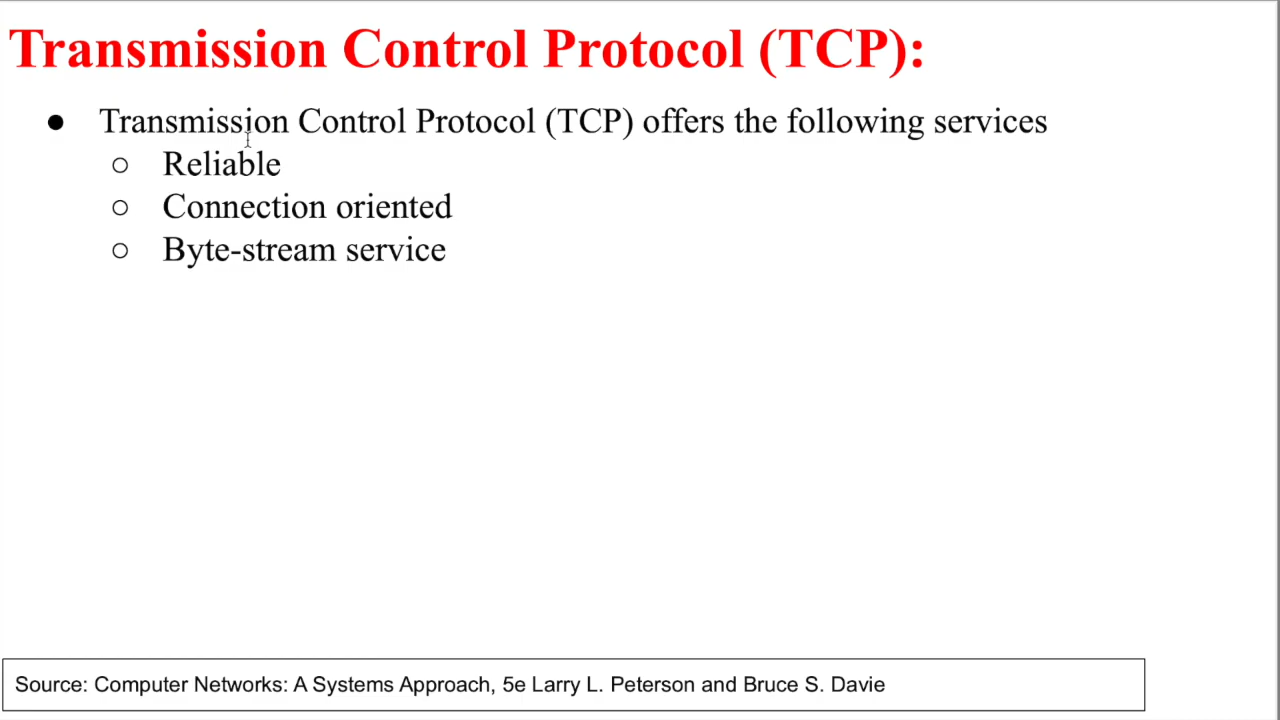 Transmission Control Protocol (TCP):
● Transmission Control Protocol (TCP) offers the following services
○ Reliable
○ Connection oriented
○ Byte-stream service
Source: Computer Networks: A Systems Approach, 5e Larry L. Peterson and Bruce S. Davie